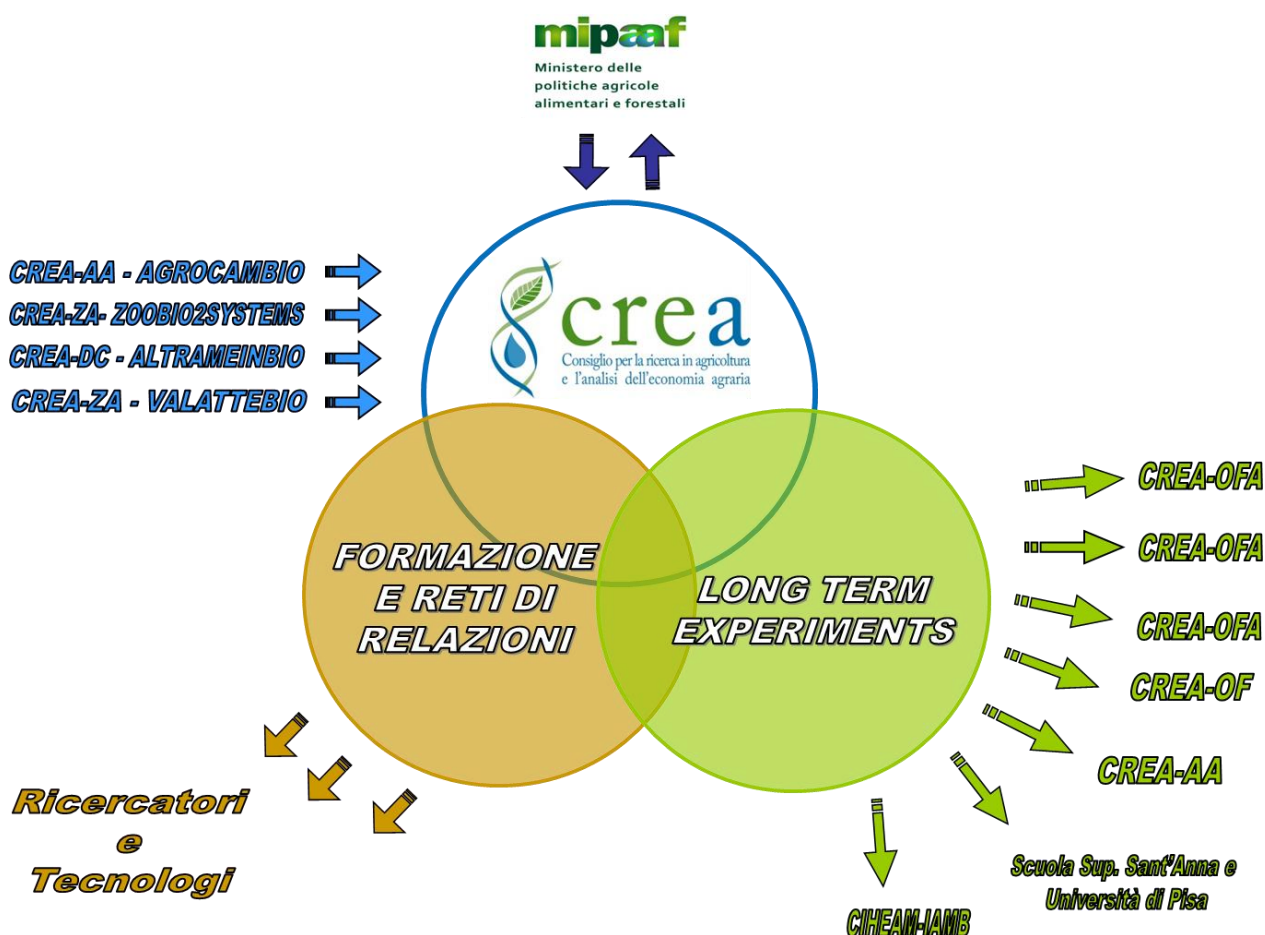 mipaaf
Ministero delle
politiche agricole
alimentari e forestali
CREA-AA - AGROCAMBIO
CREA-ZA- ZOOBIO2SYSTEMS
CREA-DC - ALTRAMEINBIO
CREA-ZA - VALATTEBIO
crea
Consiglio per la ricerca in agricoltura
e l'analisi dell'economia agraria
FORMAZIONE
E RETI DI
RELAZIONI
LONG TERM
EXPERIMENTS
CREA-OFA
CREA-OFA
CREA-OFA
CREA-OF
CREA-AA
Scuola Sup. Sant'Anna e
Università di Pisa
CIHEAM-IAMB
Ricercatori
e
Tecnologi